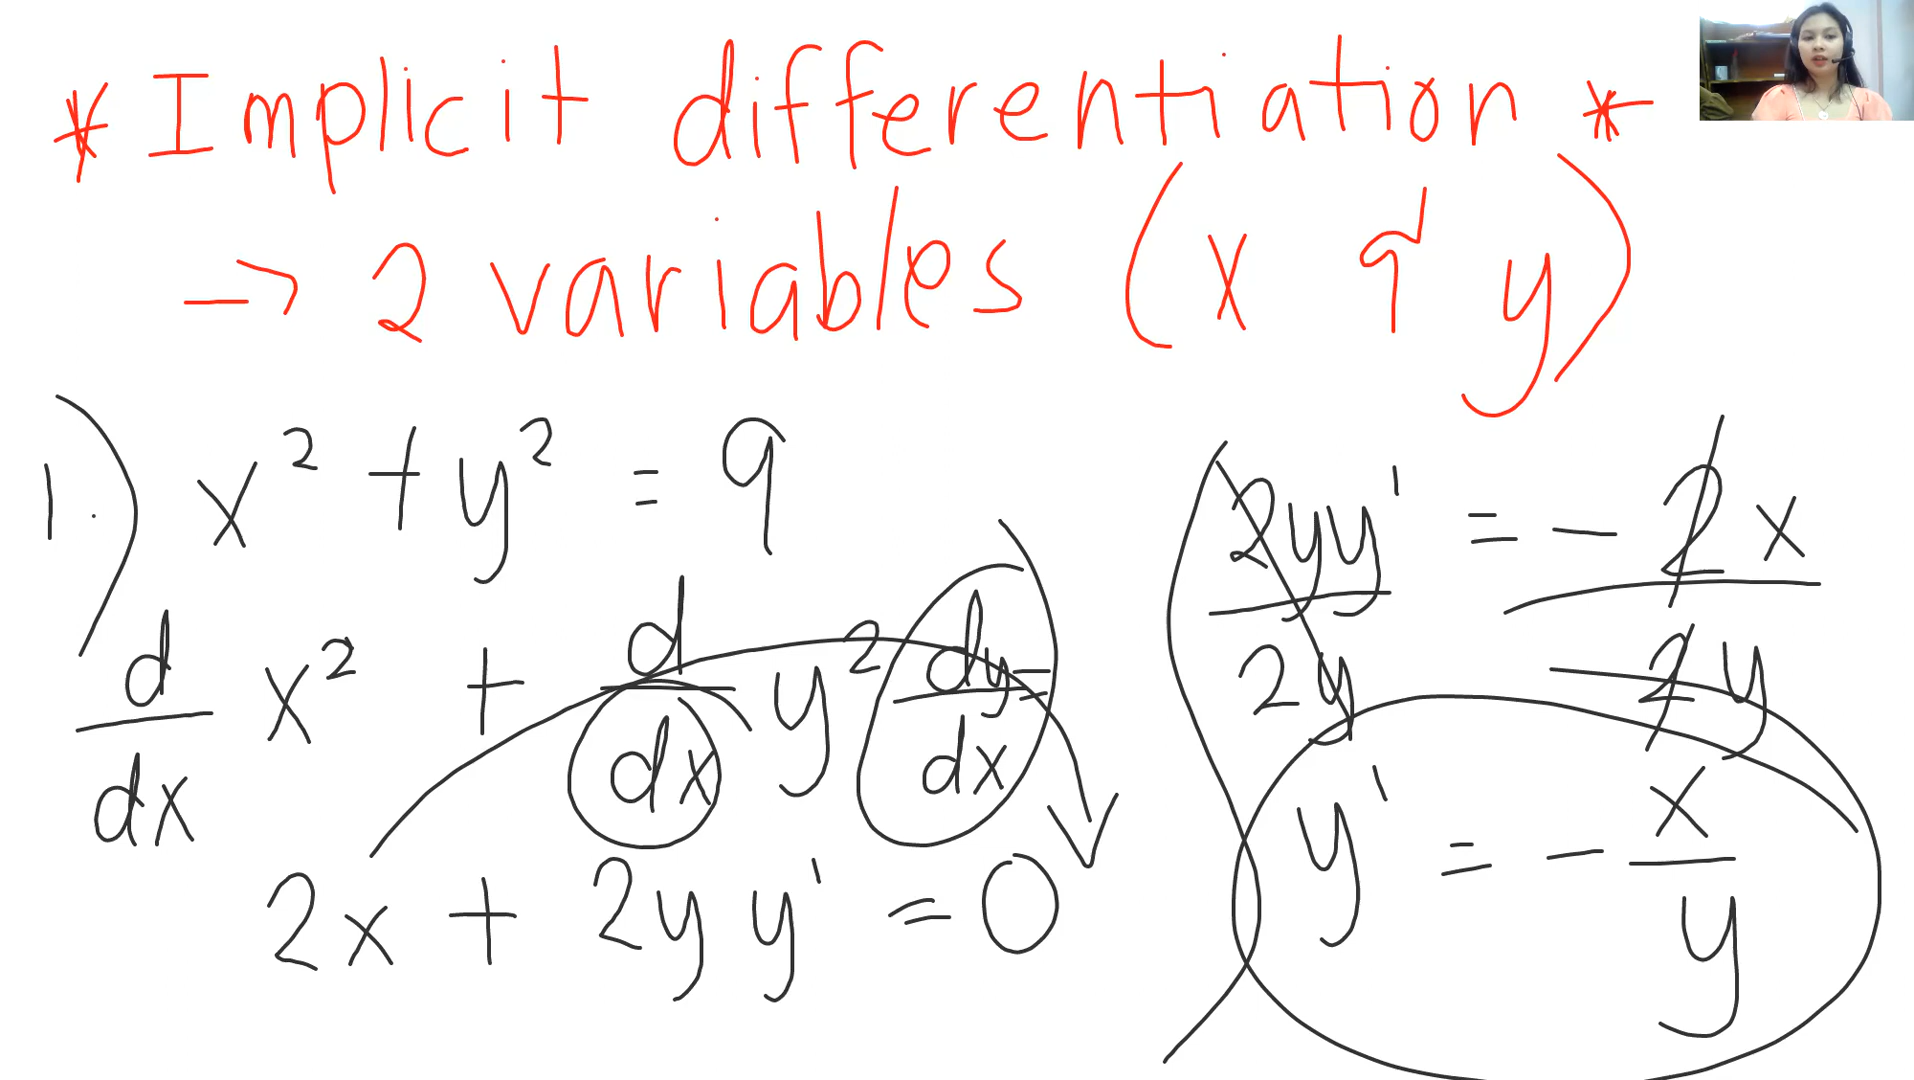 * Implicit differentiation *
→ 2 variables (x & y)
1.) x² + y² = 9
d/dx x² + d/dx y² dy/dx =
2x + 2y y' = 0
2yy'/2y = -2x/2y
y' = - x/y